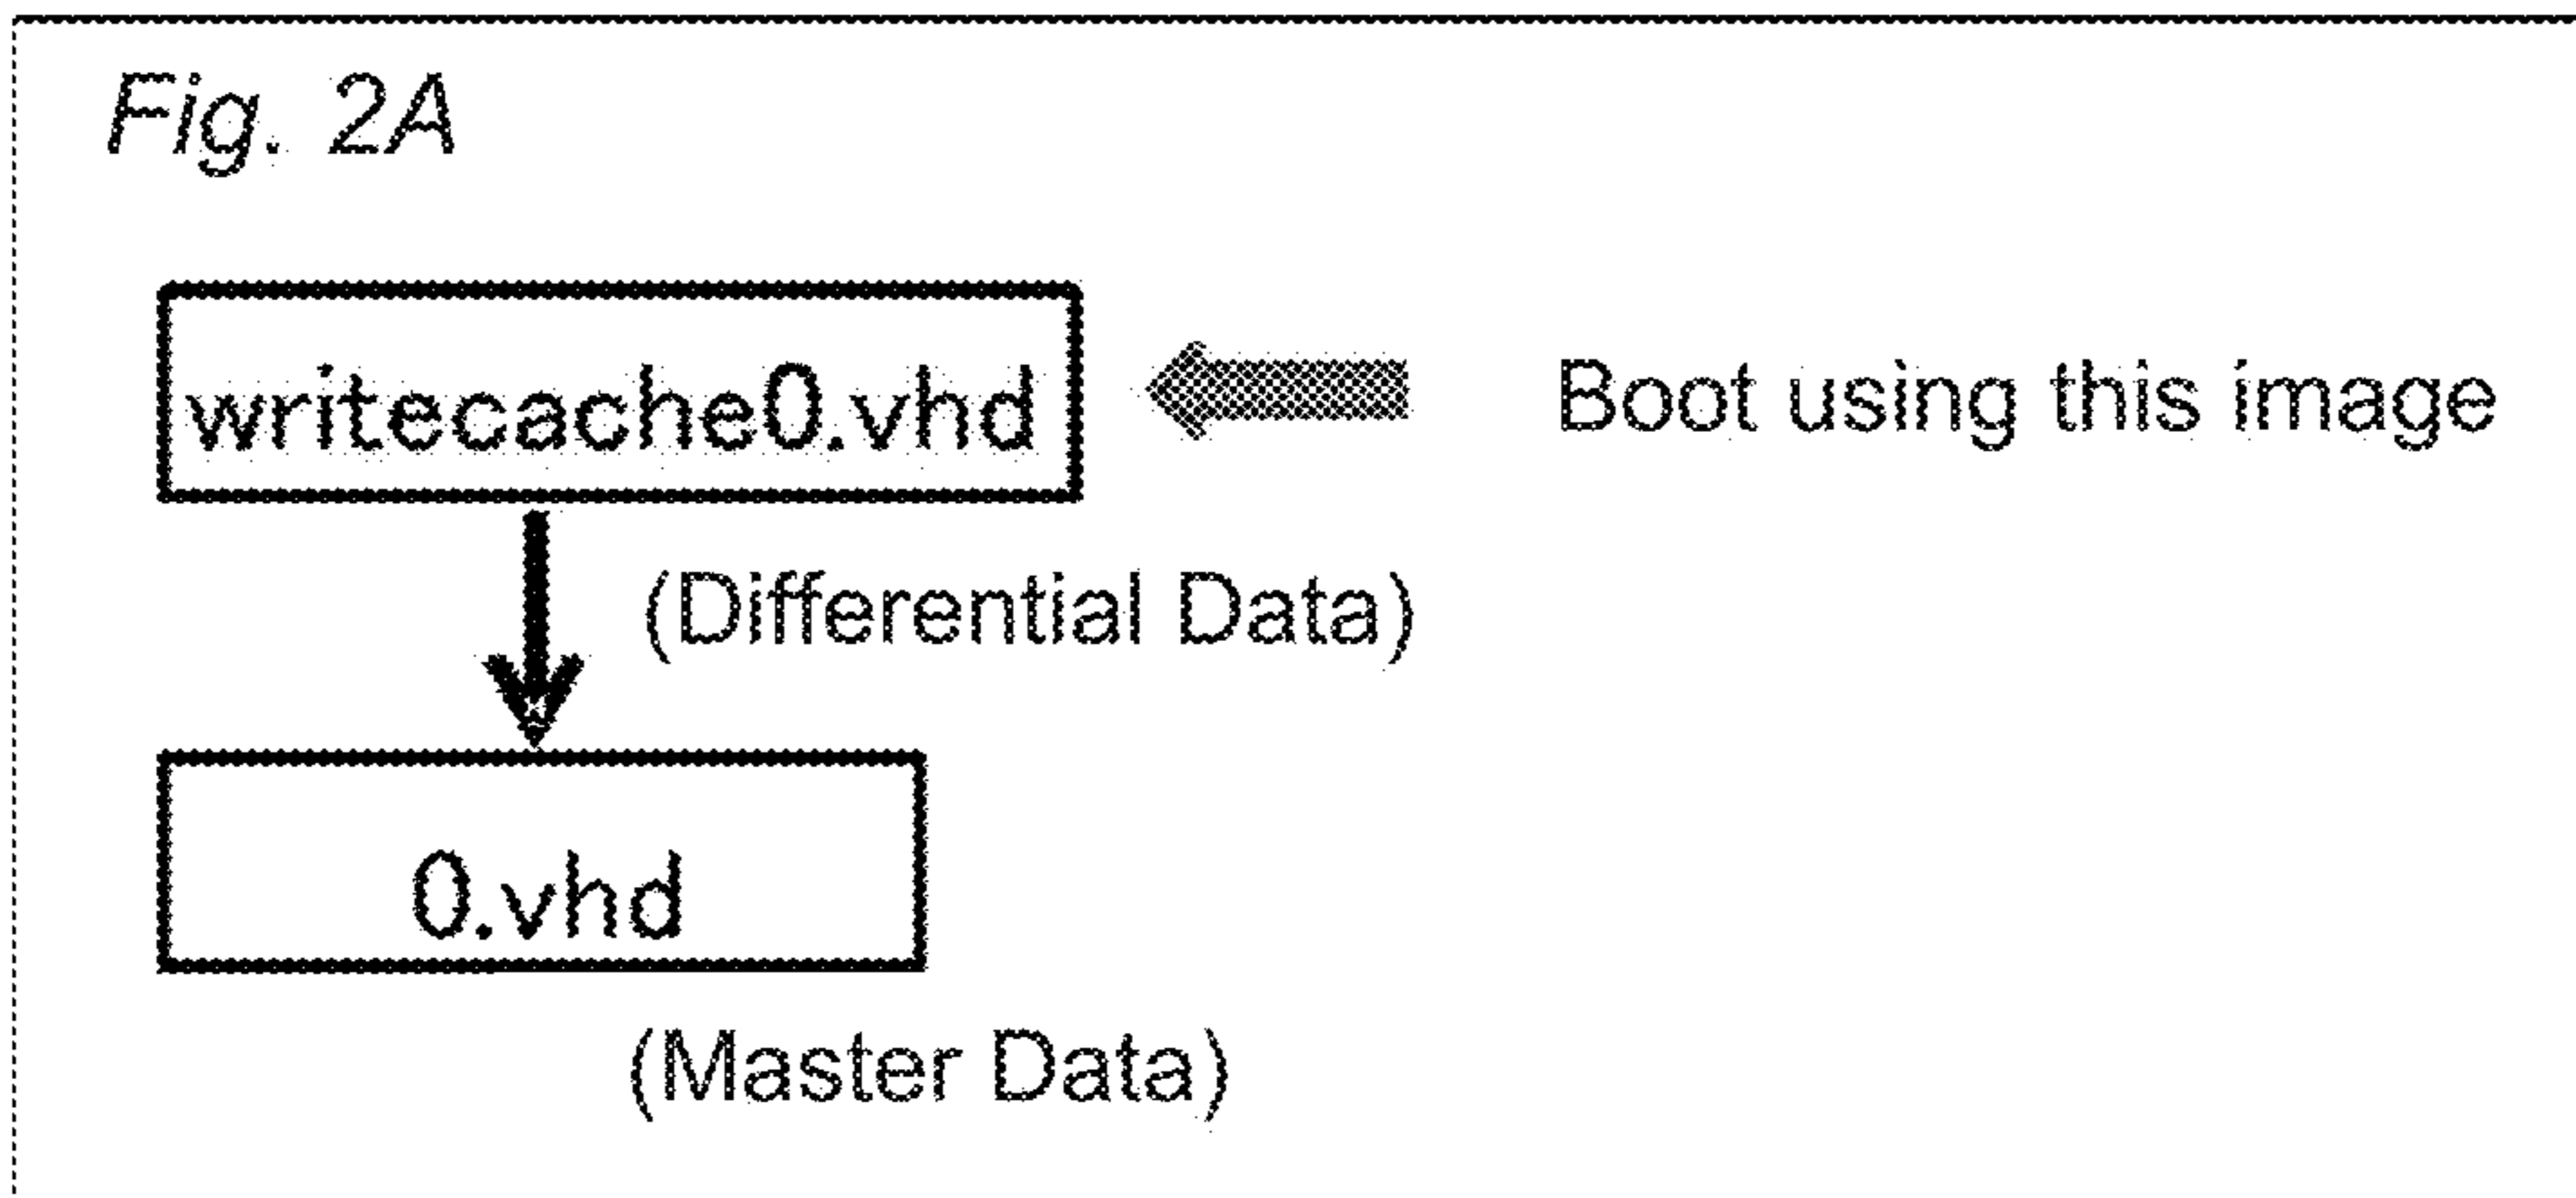 Fig. 2A
writecache0.vhd
Boot using this image
(Differential Data)
0.vhd
(Master Data)